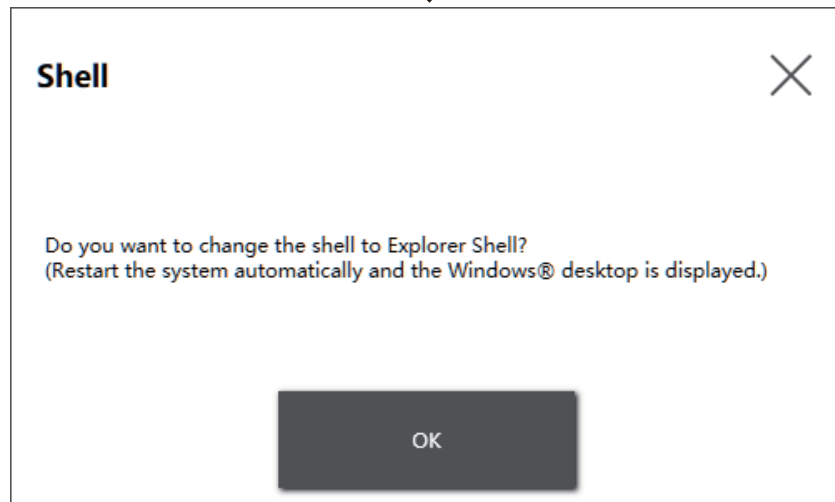 Shell
Do you want to change the shell to Explorer Shell?
(Restart the system automatically and the Windows® desktop is displayed.)
OK